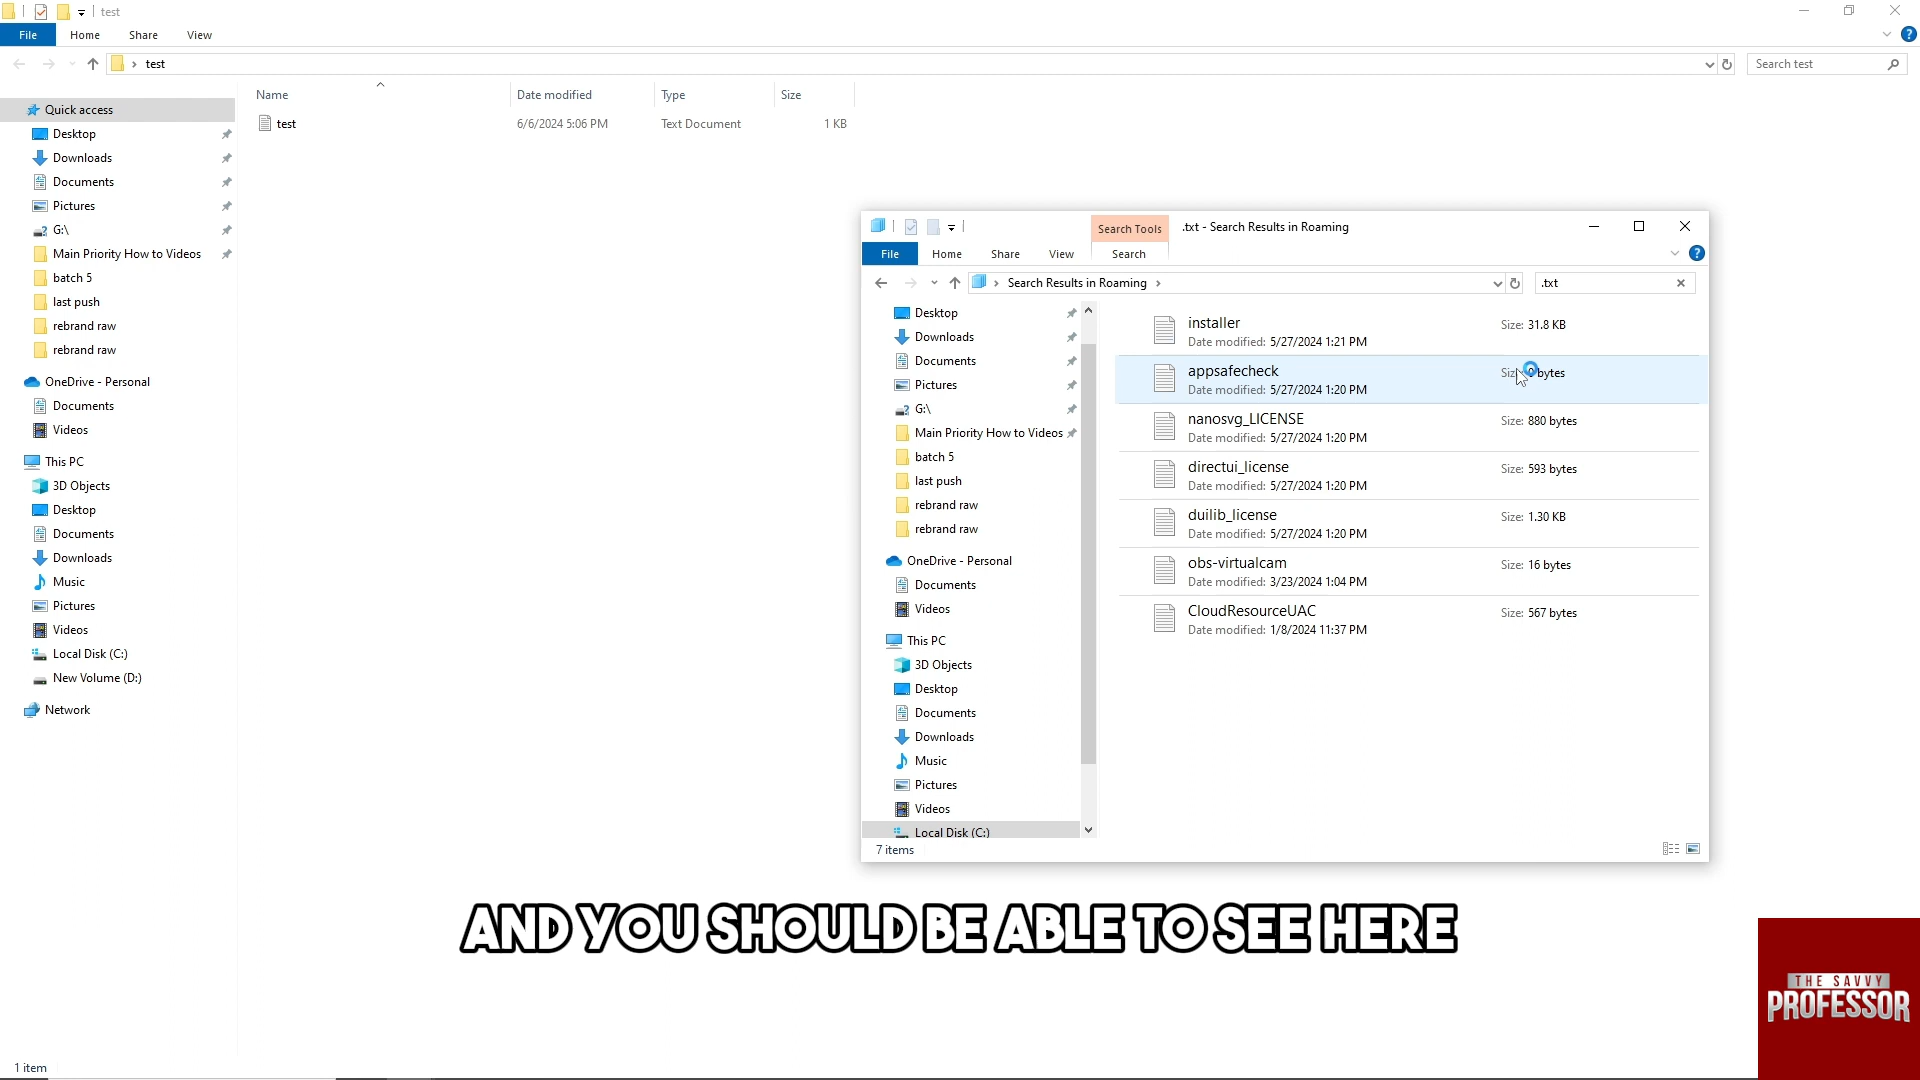 test
File Home Share View
test
Search test
Name Date modified Type Size
test 6/6/2024 5:06 PM Text Document 1 KB
Quick access
Desktop
Downloads
Documents
Pictures
G:\
Main Priority How to Videos
batch 5
last push
rebrand raw
rebrand raw
OneDrive - Personal
Documents
Videos
This PC
3D Objects
Desktop
Documents
Downloads
Music
Pictures
Videos
Local Disk (C:)
New Volume (D:)
Network
1 item
Search Tools .txt - Search Results in Roaming
File Home Share View Search
Search Results in Roaming
.txt
Desktop
Downloads
Documents
Pictures
G:\
Main Priority How to Videos
batch 5
last push
rebrand raw
rebrand raw
OneDrive - Personal
Documents
Videos
This PC
3D Objects
Desktop
Documents
Downloads
Music
Pictures
Videos
Local Disk (C:)
installer Size: 31.8 KB
Date modified: 5/27/2024 1:21 PM
appsafecheck bytes
Date modified: 5/27/2024 1:20 PM
nanosvg_LICENSE Size: 880 bytes
Date modified: 5/27/2024 1:20 PM
directui_license Size: 593 bytes
Date modified: 5/27/2024 1:20 PM
duilib_license Size: 1.30 KB
Date modified: 5/27/2024 1:20 PM
obs-virtualcam Size: 16 bytes
Date modified: 3/23/2024 1:04 PM
CloudResourceUAC Size: 567 bytes
Date modified: 1/8/2024 11:37 PM
7 items
AND YOU SHOULD BE ABLE TO SEE HERE
THE SAVVY
PROFESSOR